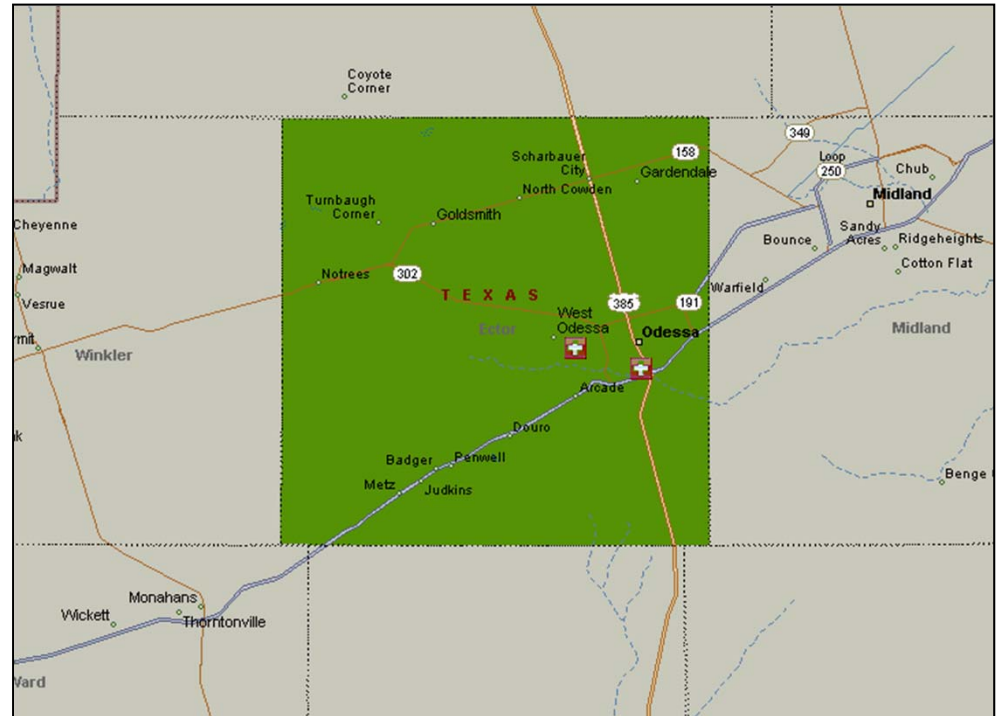 Coyote
Corner
349
158
Scharbauer
City
Loop
250
Chub
Gardendale
North Cowden
Midland
Turnbaugh
Corner
Goldsmith
Cheyenne
Sandy
Acres
Bounce
Ridgeheights
Cotton Flat
Magwalt
Notrees
302
Warfield
TEXAS
385
191
Vesrue
West
Odessa
Ector
Odessa
Midland
rmit
Winkler
Arcade
Douro
k
Badger
Penwell
Metz
Judkins
Benge
Monahans
Wickett
Thorntonville
Ward